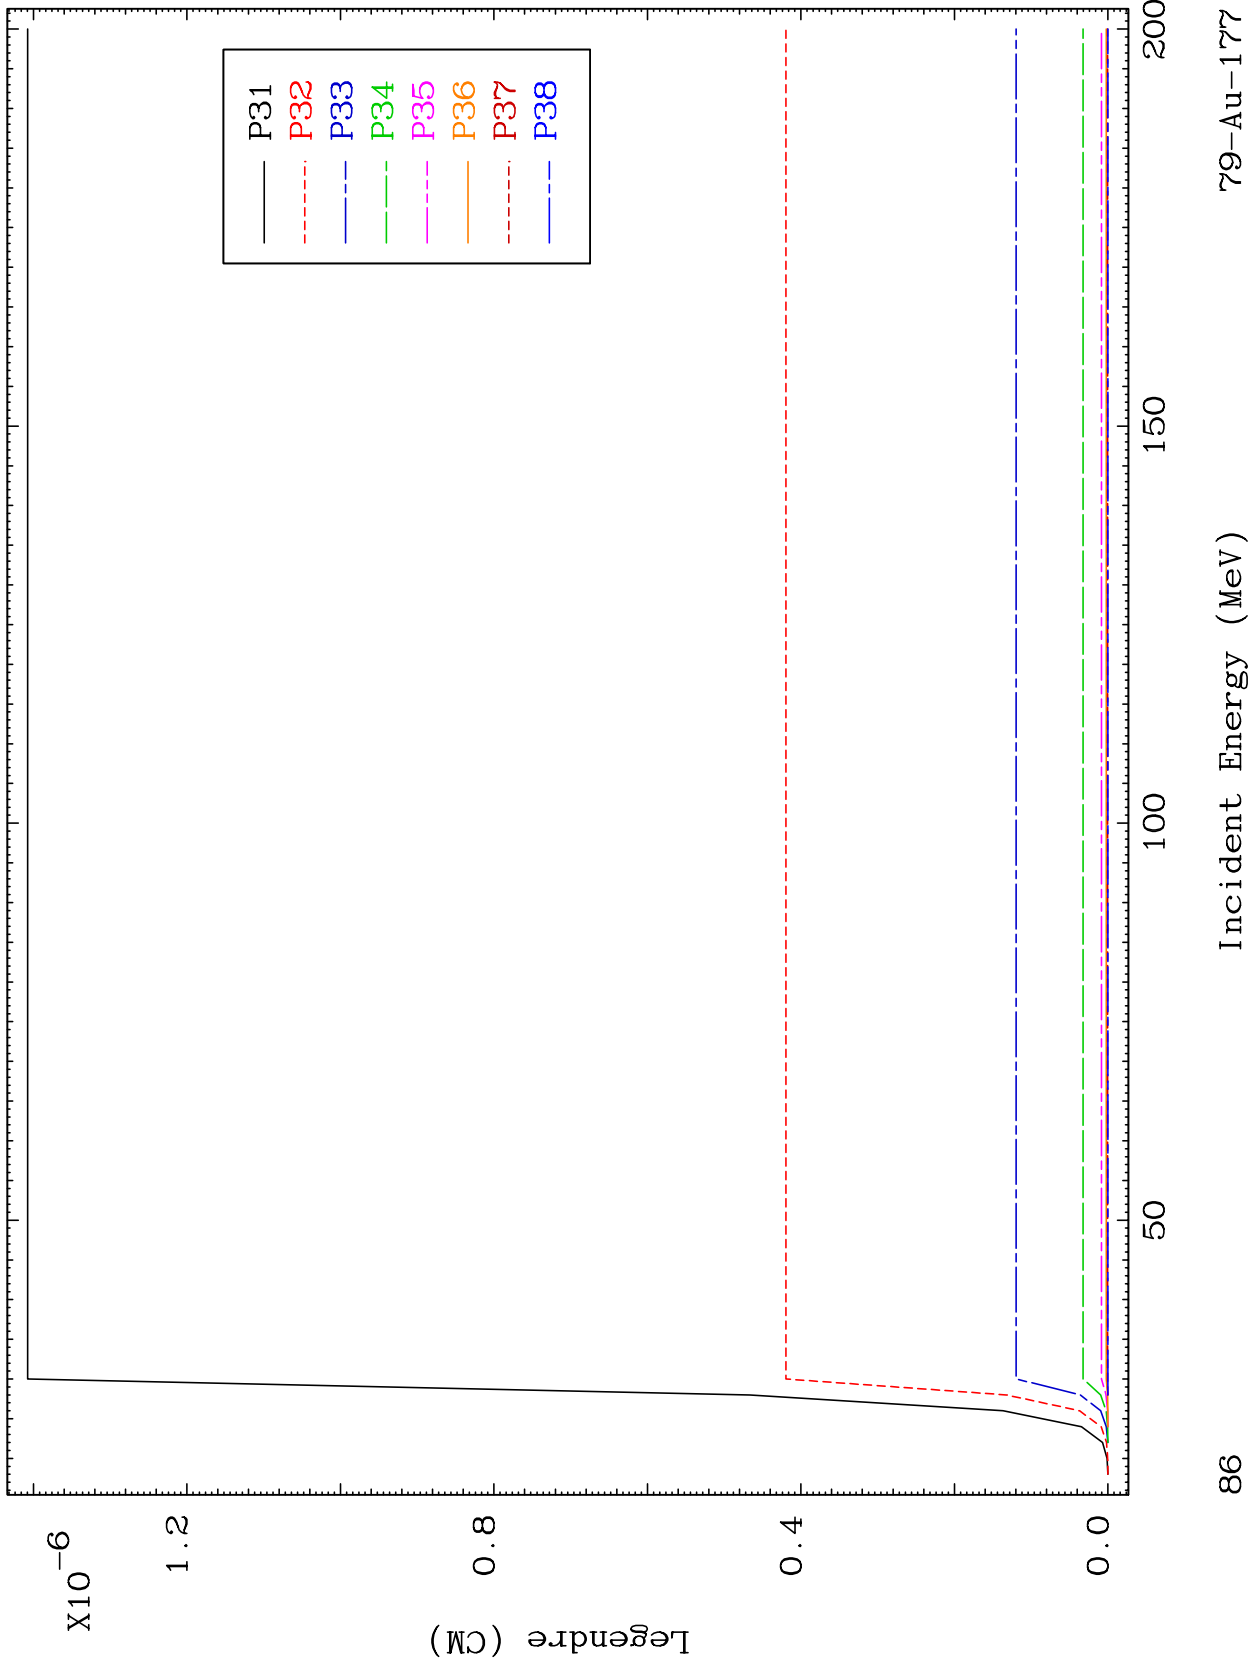 X10-6
1.2
0.8
0.4
0.0
Legendre (CM)
P31
P32
P33
P34
P35
P36
P37
P38
50
100
150
200
Incident Energy (MeV)
86
79-Au-177